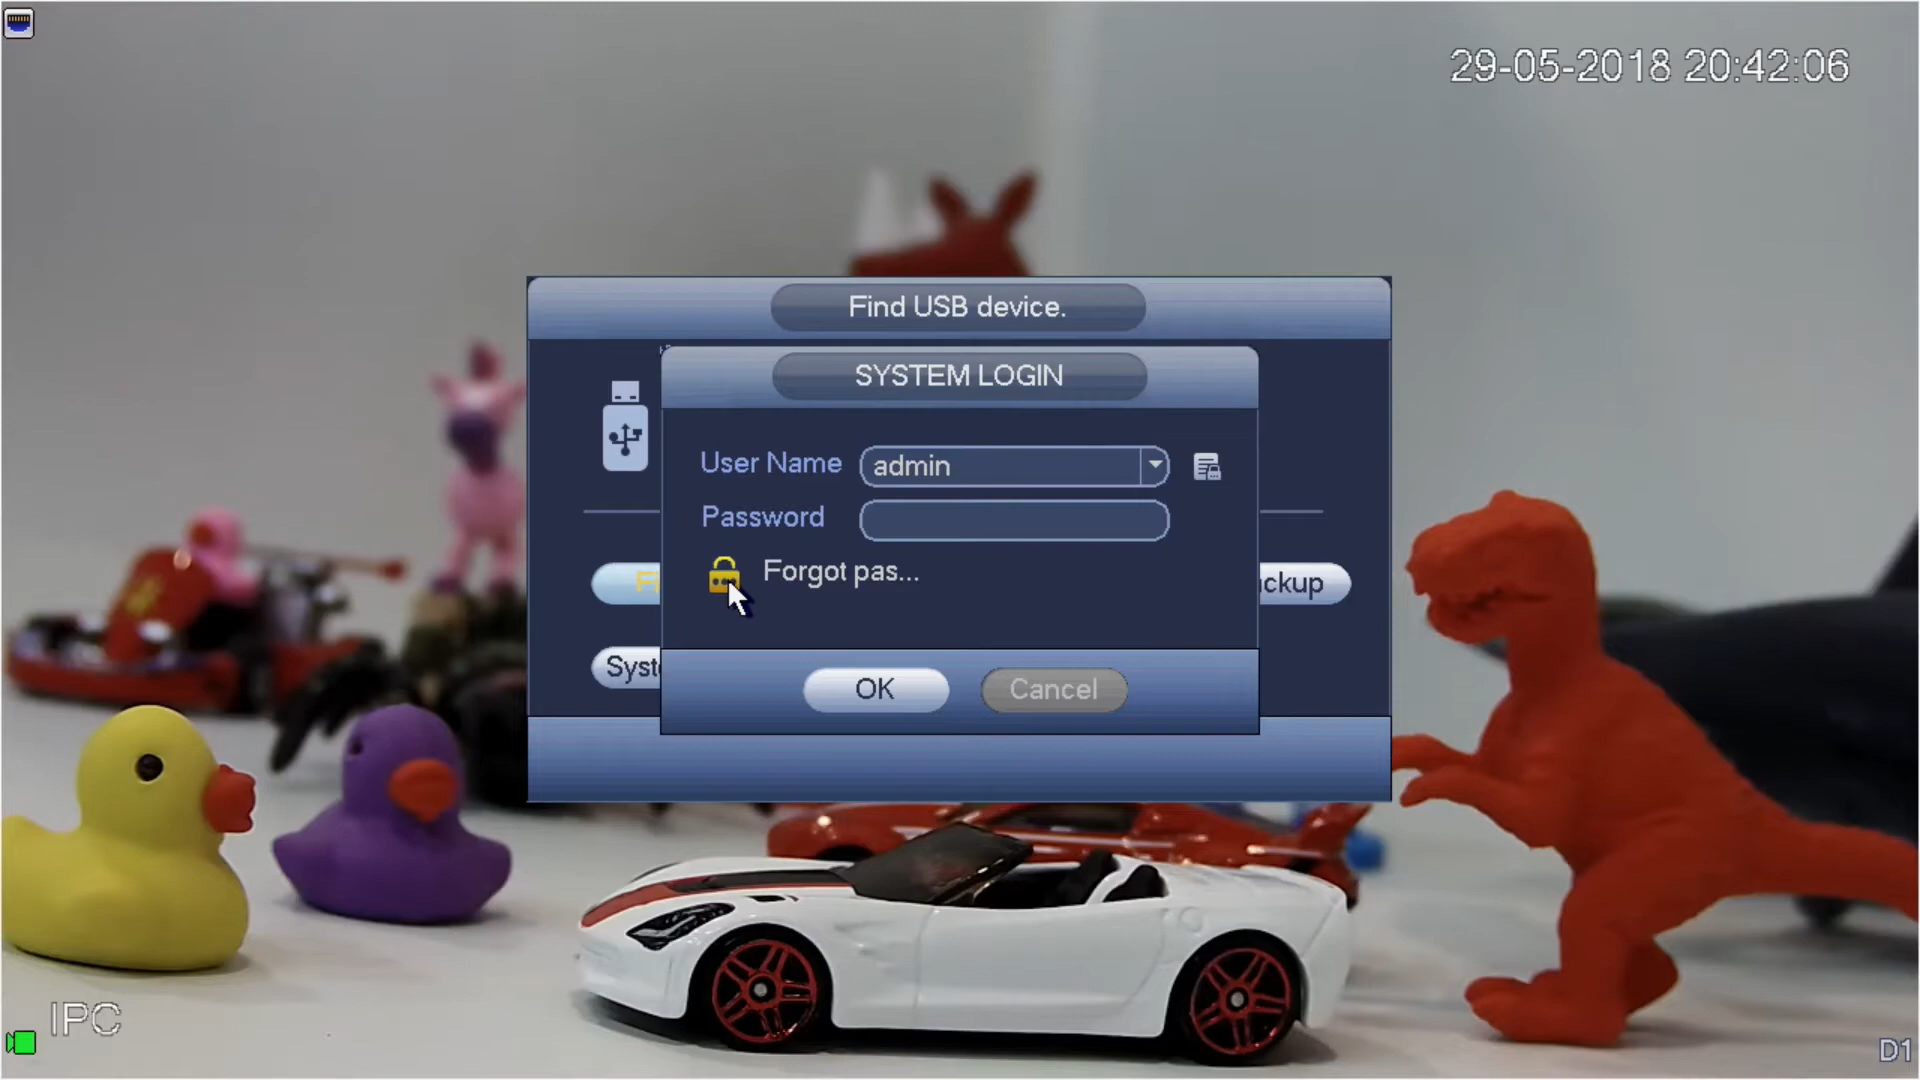 29-05-2018 20:42:06
Find USB device.
SYSTEM LOGIN
User Name admin
Password
Forgot pas...
ckup
Syst
OK Cancel
IPC
D1